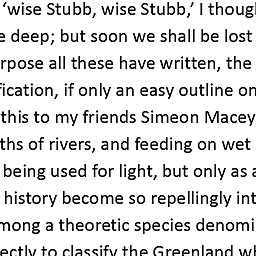 ‘wise Stubb, wise Stubb,’ I though
e deep; but soon we shall be lost
rpose all these have written, the
fication, if only an easy outline on
this to my friends Simeon Macey
ths of rivers, and feeding on wet
being used for light, but only as a
history become so repellingly int
mong a theoretic species denomi
ectly to classify the Greenland wh